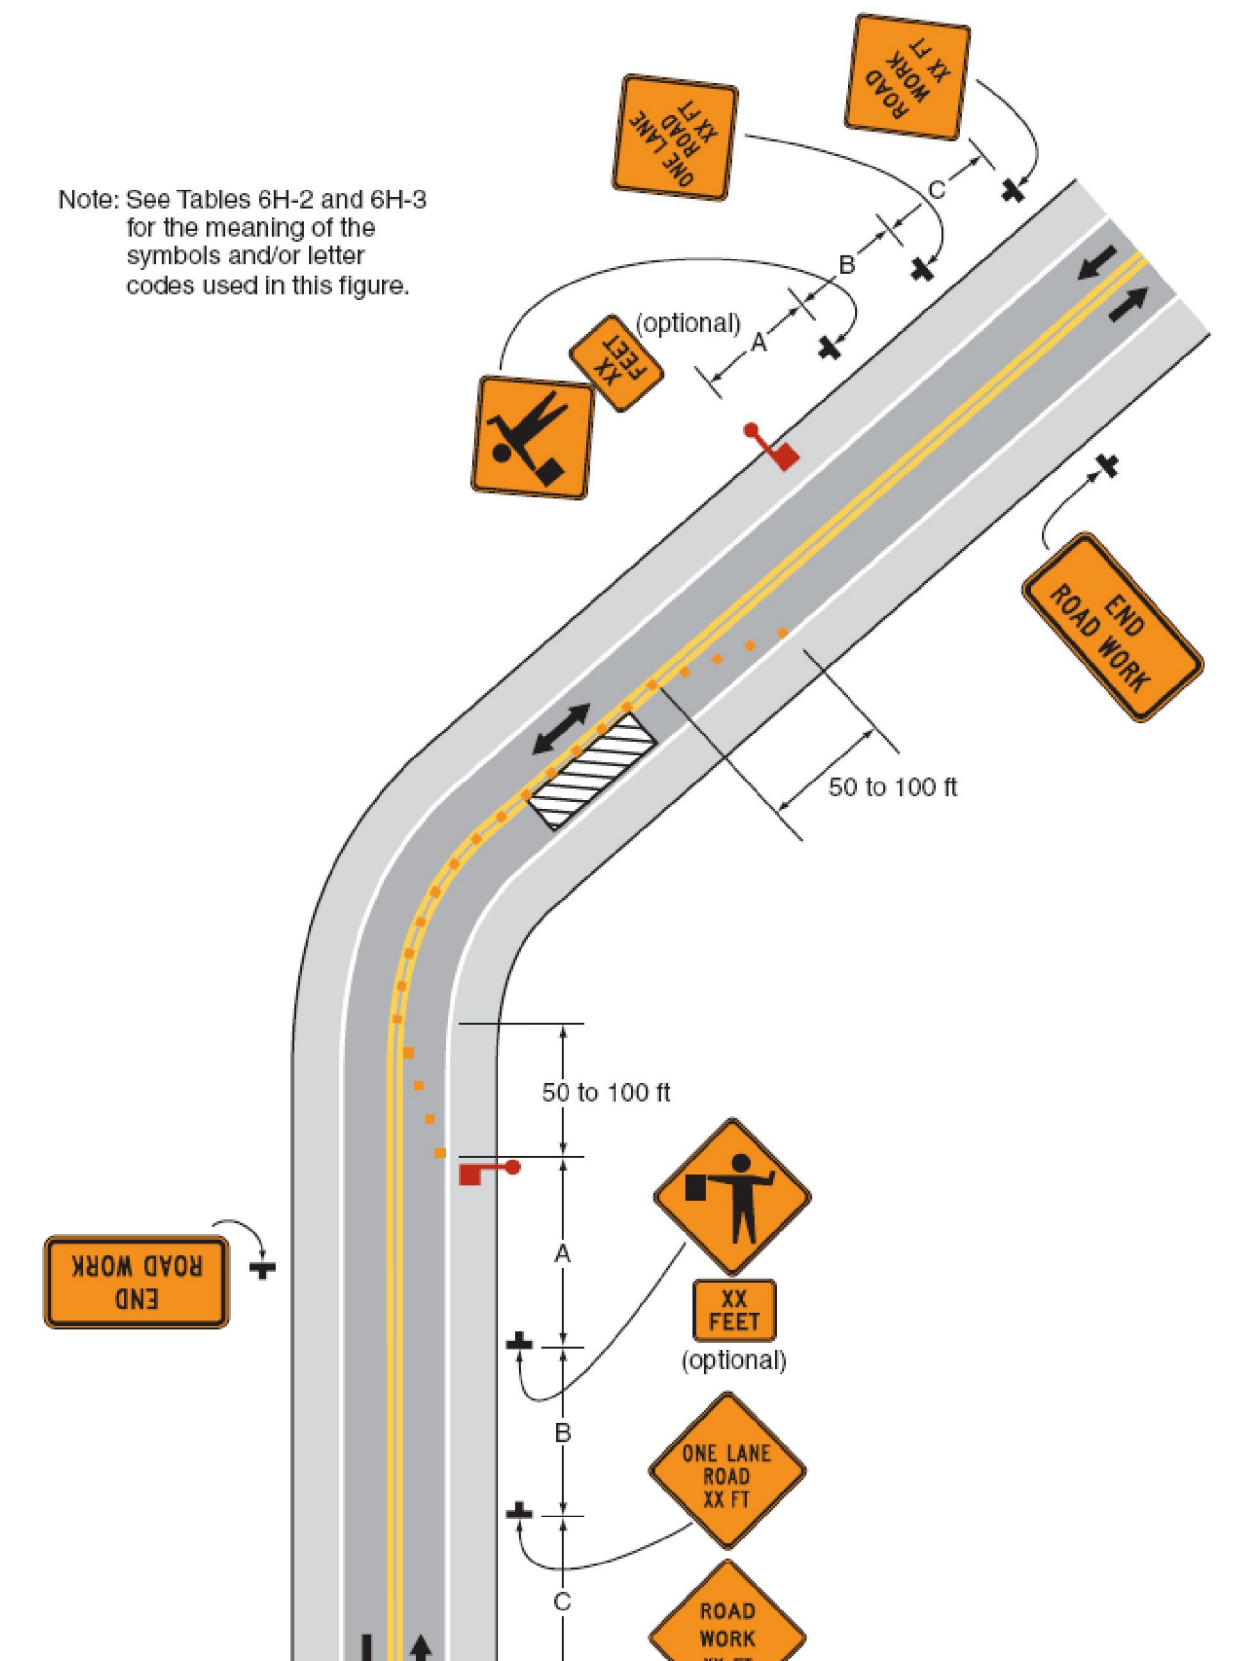 ROAD
WORK
XX FT
ONE LANE
ROAD
XX FT
C
Note: See Tables 6H-2 and 6H-3
for the meaning of the
symbols and/or letter
codes used in this figure.
B
(optional)
A
XX
FEET
END
ROAD WORK
50 to 100 ft
50 to 100 ft
A
END
ROAD WORK
XX
FEET
(optional)
B
ONE LANE
ROAD
XX FT
C
ROAD
WORK
XX FT